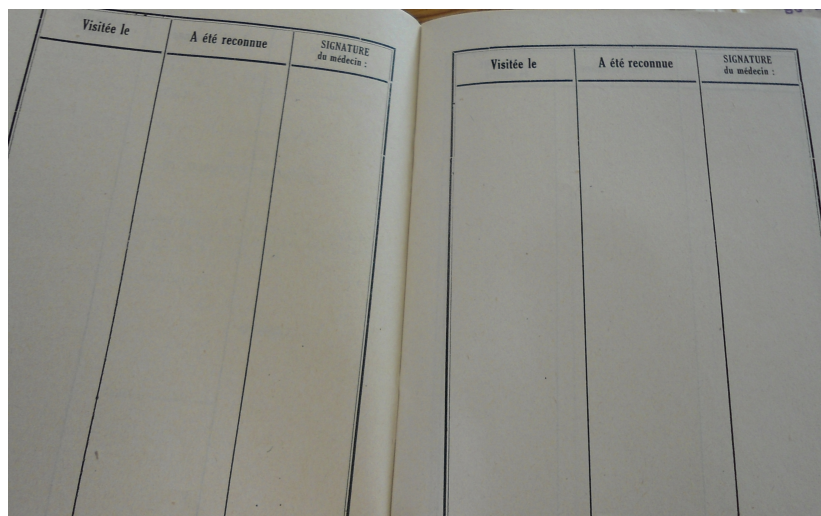 Visitée le
A été reconnue
SIGNATURE
du médecin :
Visitée le
A été reconnue
SIGNATURE
du médecin :